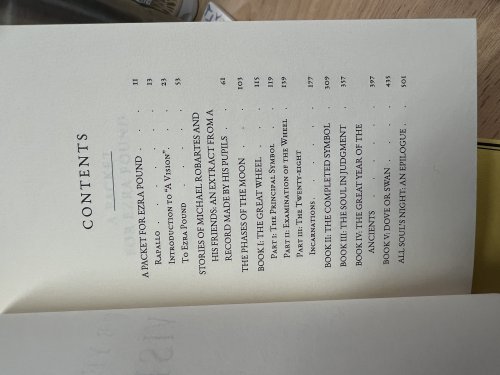 CONTENTS
A PACKET FOR EZRA POUND . . . 11
Rapallo . . . . 13
Introduction to "A Vision" . . 23
To Ezra Pound . . . . 53
STORIES OF MICHAEL ROBARTES AND
HIS FRIENDS: AN EXTRACT FROM A
RECORD MADE BY HIS PUPILS . . . 61
THE PHASES OF THE MOON . . . 103
BOOK I: THE GREAT WHEEL . . . 115
Part I: The Principal Symbol . 119
Part II: Examination of the Wheel . 139
Part III: The Twenty-eight
Incarnations . . . . 177
BOOK II: THE COMPLETED SYMBOL . 309
BOOK III: THE SOUL IN JUDGMENT . 357
BOOK IV: THE GREAT YEAR OF THE
ANCIENTS . . . . 397
BOOK V: DOVE OR SWAN . . . 435
ALL SOUL'S NIGHT: AN EPILOGUE . . 501